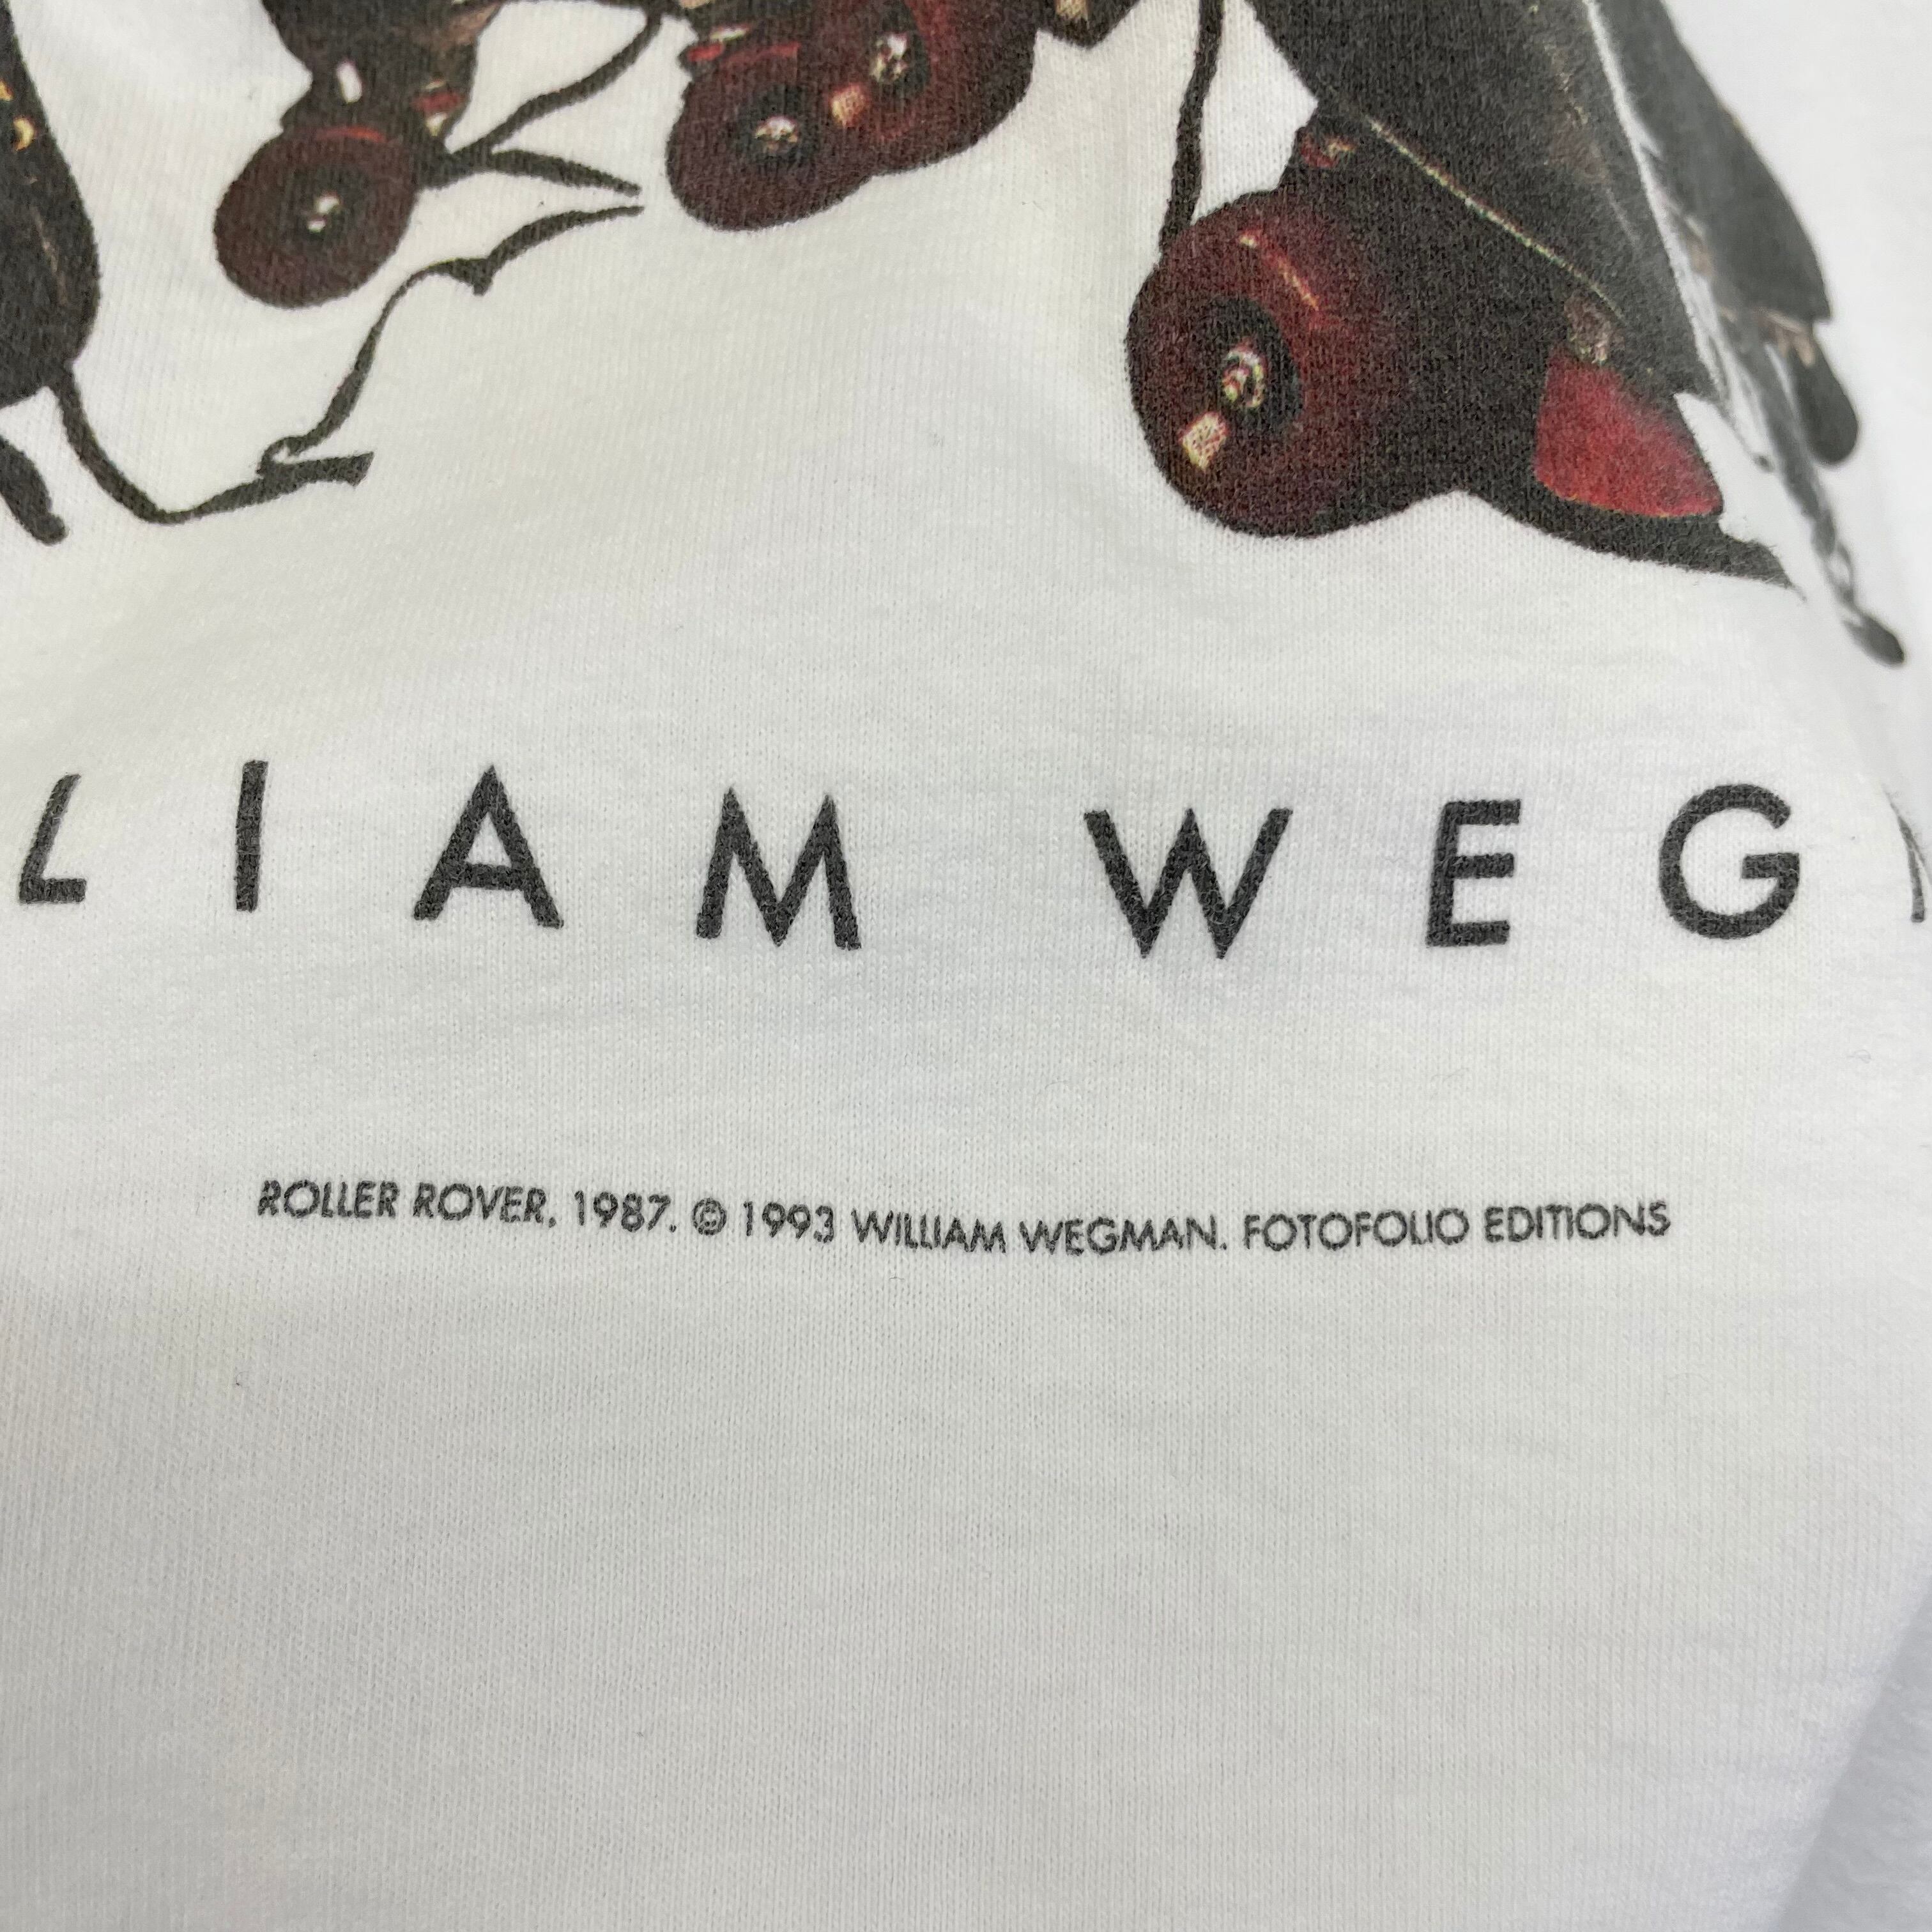 LIAM WEG
ROLLER ROVER, 1987. © 1993 WILLIAM WEGMAN. FOTOFOLIO EDITIONS